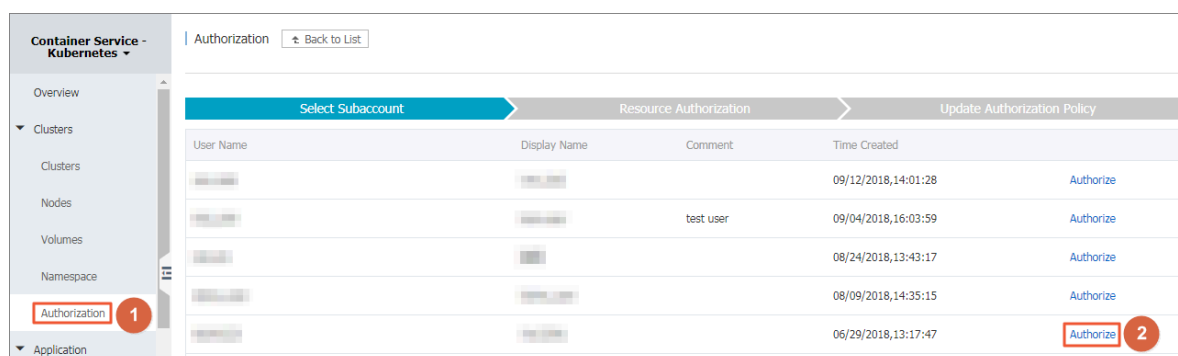 Container Service -
Kubernetes
Authorization Back to List
Overview
Clusters
Clusters
Nodes
Volumes
Namespace
Authorization 1
Application
Select Subaccount Resource Authorization Update Authorization Policy
User Name Display Name Comment Time Created
09/12/2018,14:01:28 Authorize
test user 09/04/2018,16:03:59 Authorize
08/24/2018,13:43:17 Authorize
08/09/2018,14:35:15 Authorize
06/29/2018,13:17:47 Authorize 2